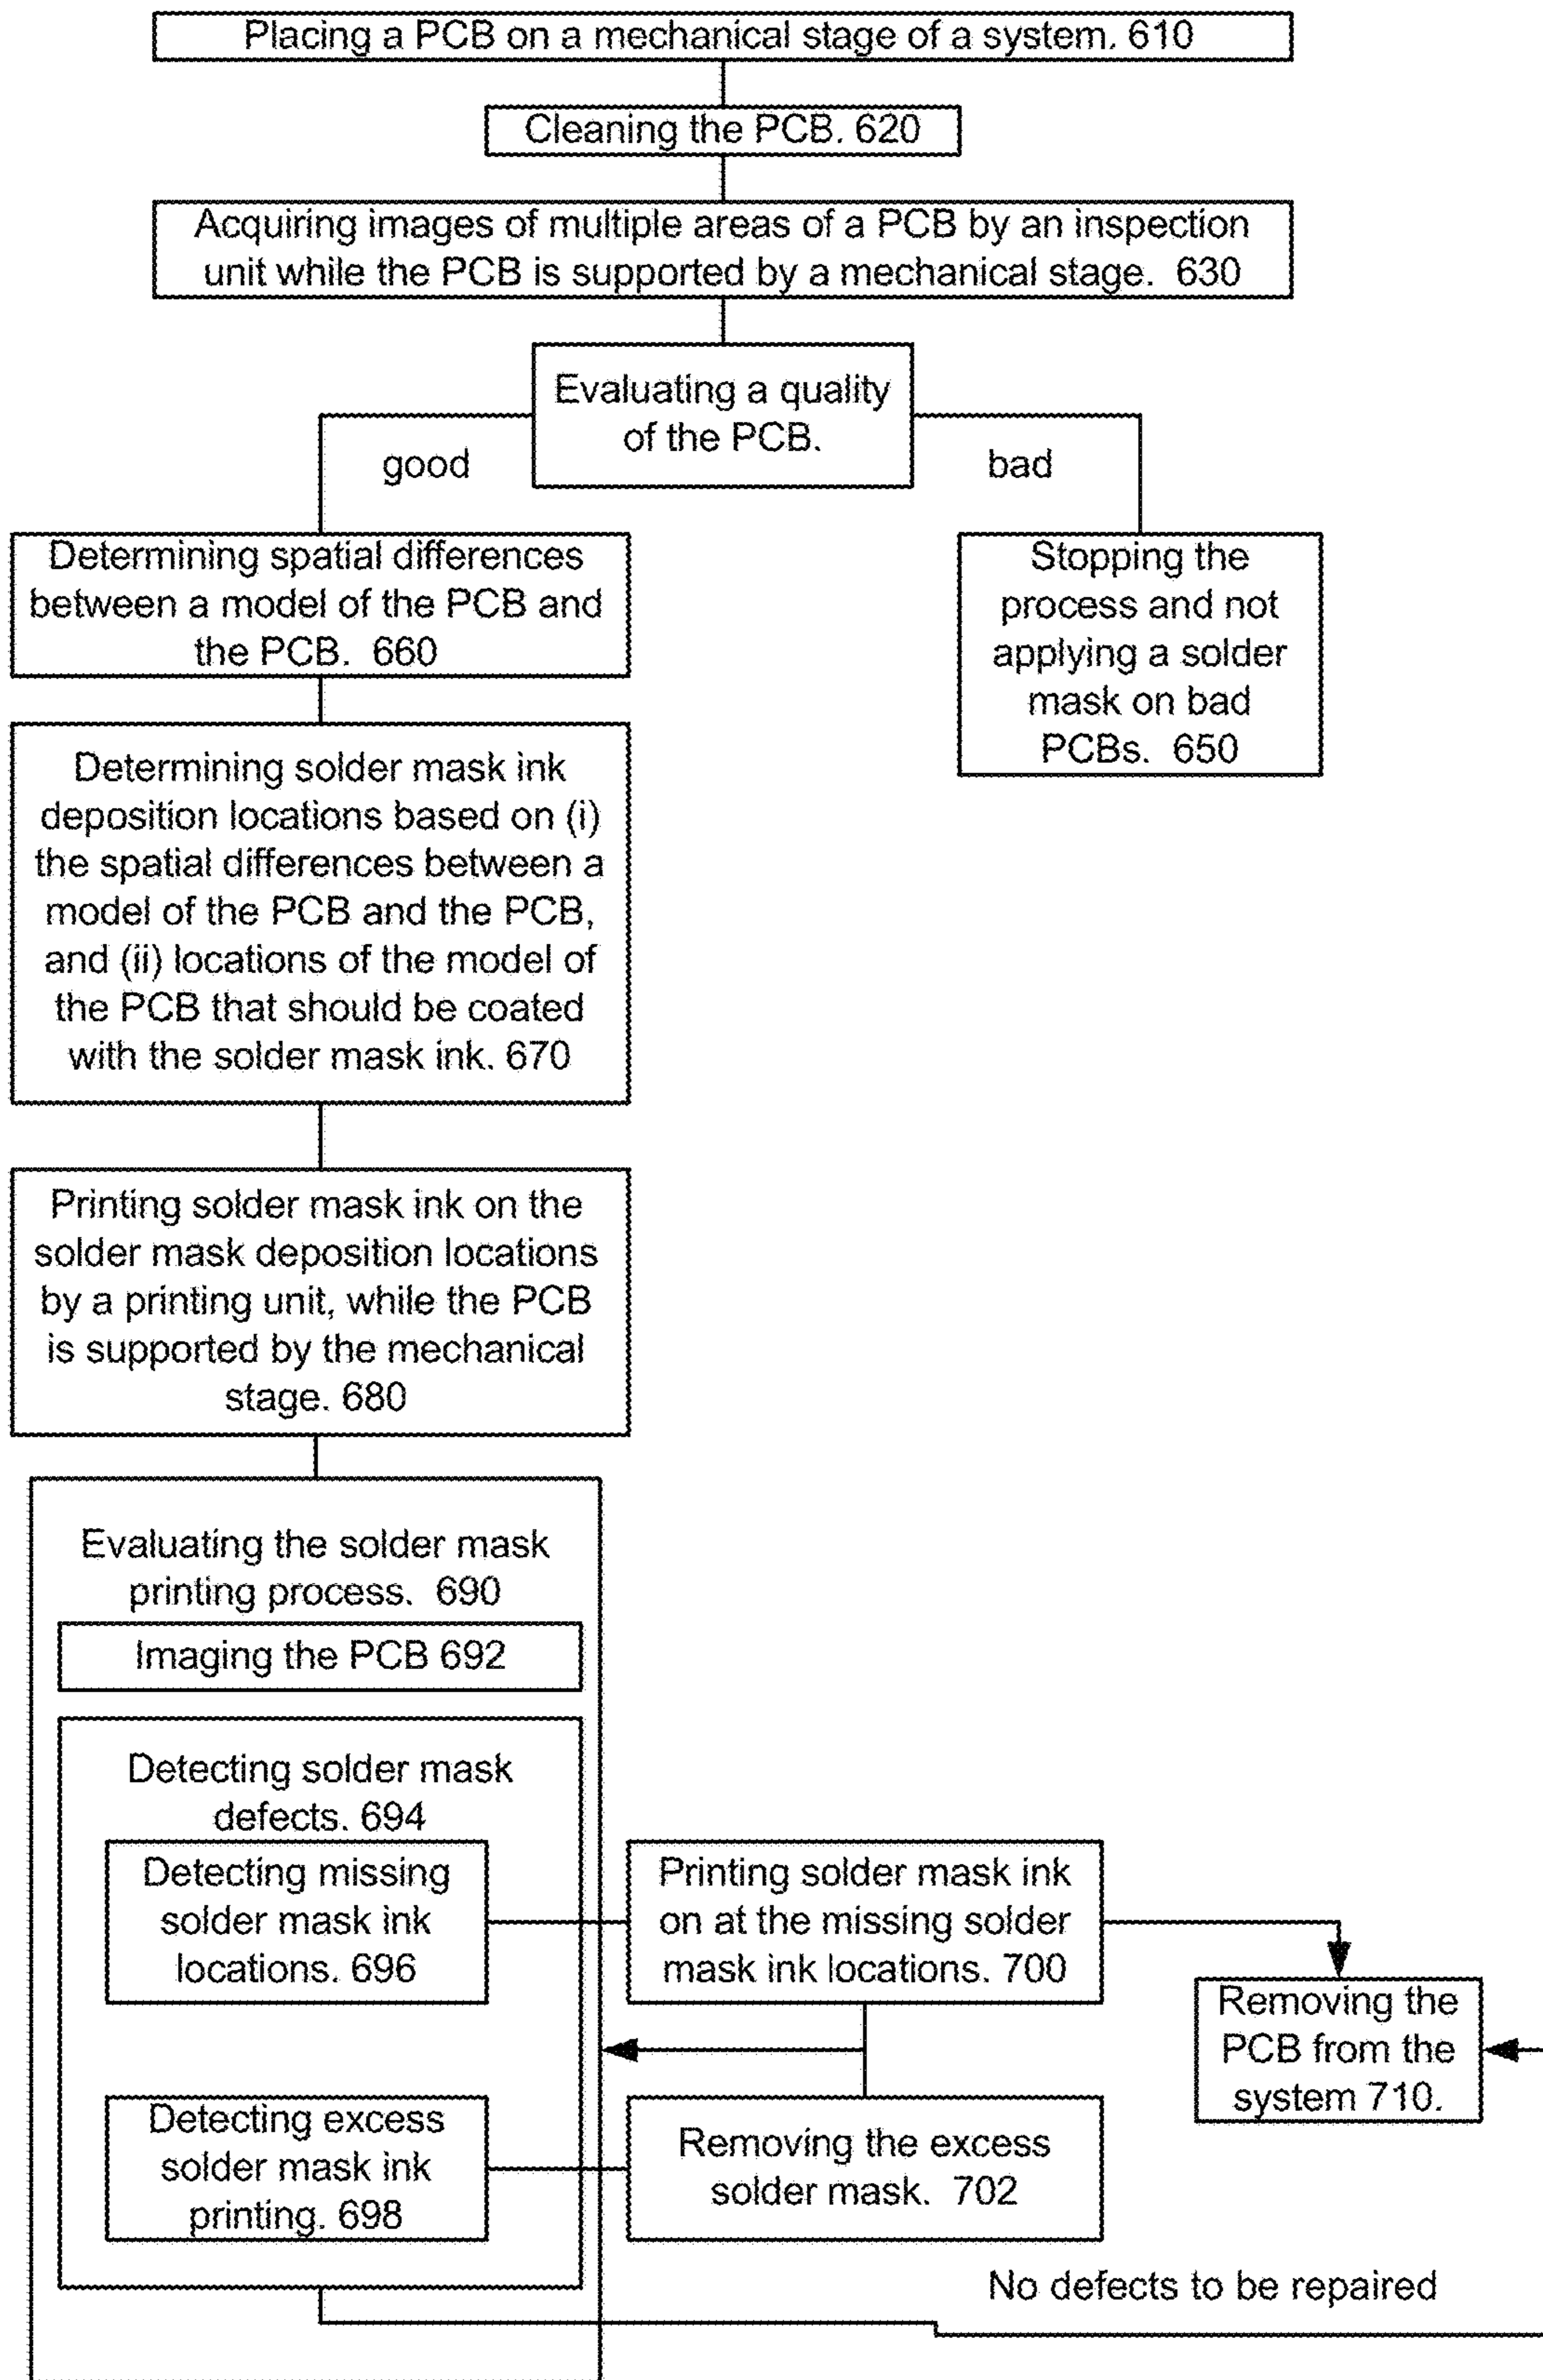 Placing a PCB on a mechanical stage of a system. 610
Cleaning the PCB. 620
Acquiring images of multiple areas of a PCB by an inspection
unit while the PCB is supported by a mechanical stage. 630
Evaluating a quality
of the PCB.
good
bad
Determining spatial differences
between a model of the PCB and
the PCB. 660
Stopping the
process and not
applying a solder
mask on bad
PCBs. 650
Determining solder mask ink
deposition locations based on (i)
the spatial differences between a
model of the PCB and the PCB,
and (ii) locations of the model of
the PCB that should be coated
with the solder mask ink. 670
Printing solder mask ink on the
solder mask deposition locations
by a printing unit, while the PCB
is supported by the mechanical
stage. 680
Evaluating the solder mask
printing process. 690
Imaging the PCB 692
Detecting solder mask
defects. 694
Detecting missing
solder mask ink
locations. 696
Printing solder mask ink
on at the missing solder
mask ink locations. 700
Removing the
PCB from the
system 710.
Detecting excess
solder mask ink
printing. 698
Removing the excess
solder mask. 702
No defects to be repaired